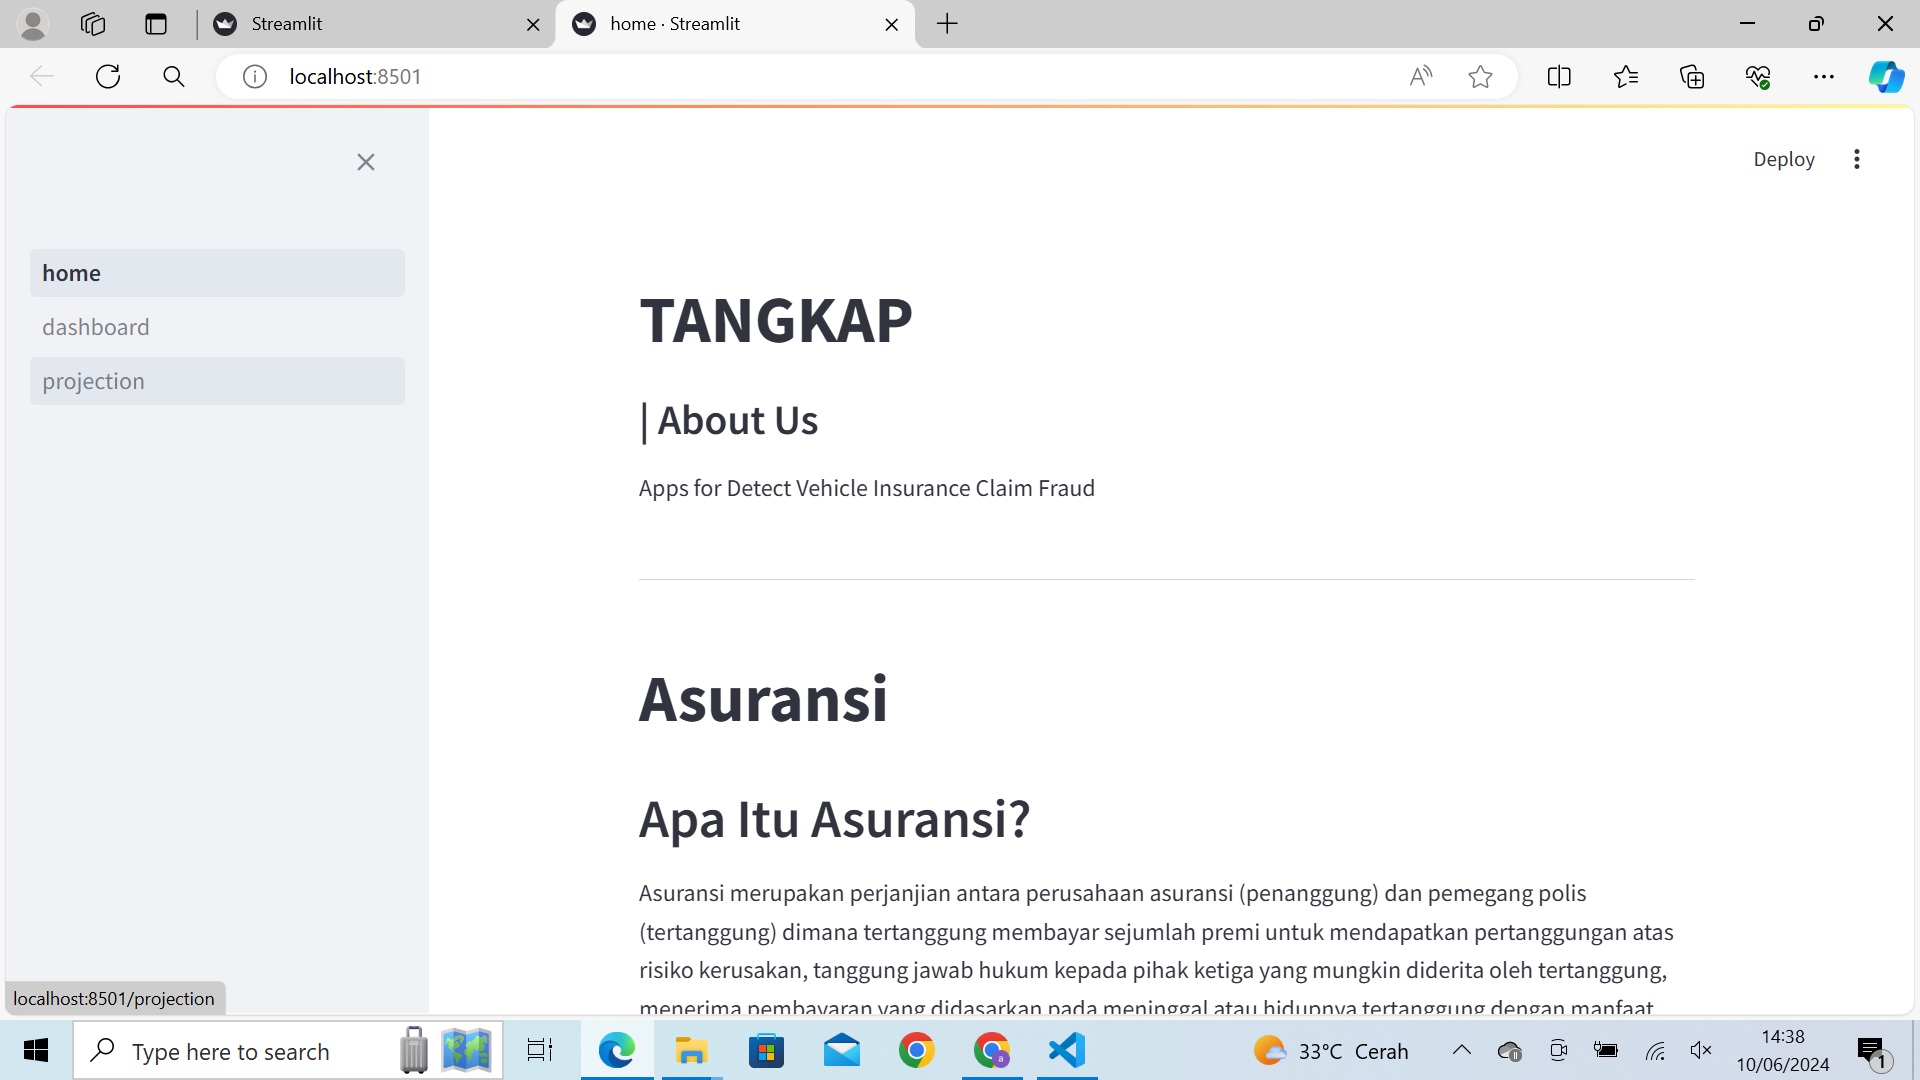 Streamlit
home · Streamlit
localhost:8501
Deploy
home
dashboard
projection
TANGKAP
| About Us
Apps for Detect Vehicle Insurance Claim Fraud
Asuransi
Apa Itu Asuransi?
Asuransi merupakan perjanjian antara perusahaan asuransi (penanggung) dan pemegang polis
(tertanggung) dimana tertanggung membayar sejumlah premi untuk mendapatkan pertanggungan atas
risiko kerusakan, tanggung jawab hukum kepada pihak ketiga yang mungkin diderita oleh tertanggung,
menerima pembayaran yang didasarkan pada meninggal atau hidupnya tertanggung dengan manfaat
localhost:8501/projection
Type here to search
33°C Cerah
14:38
10/06/2024
1